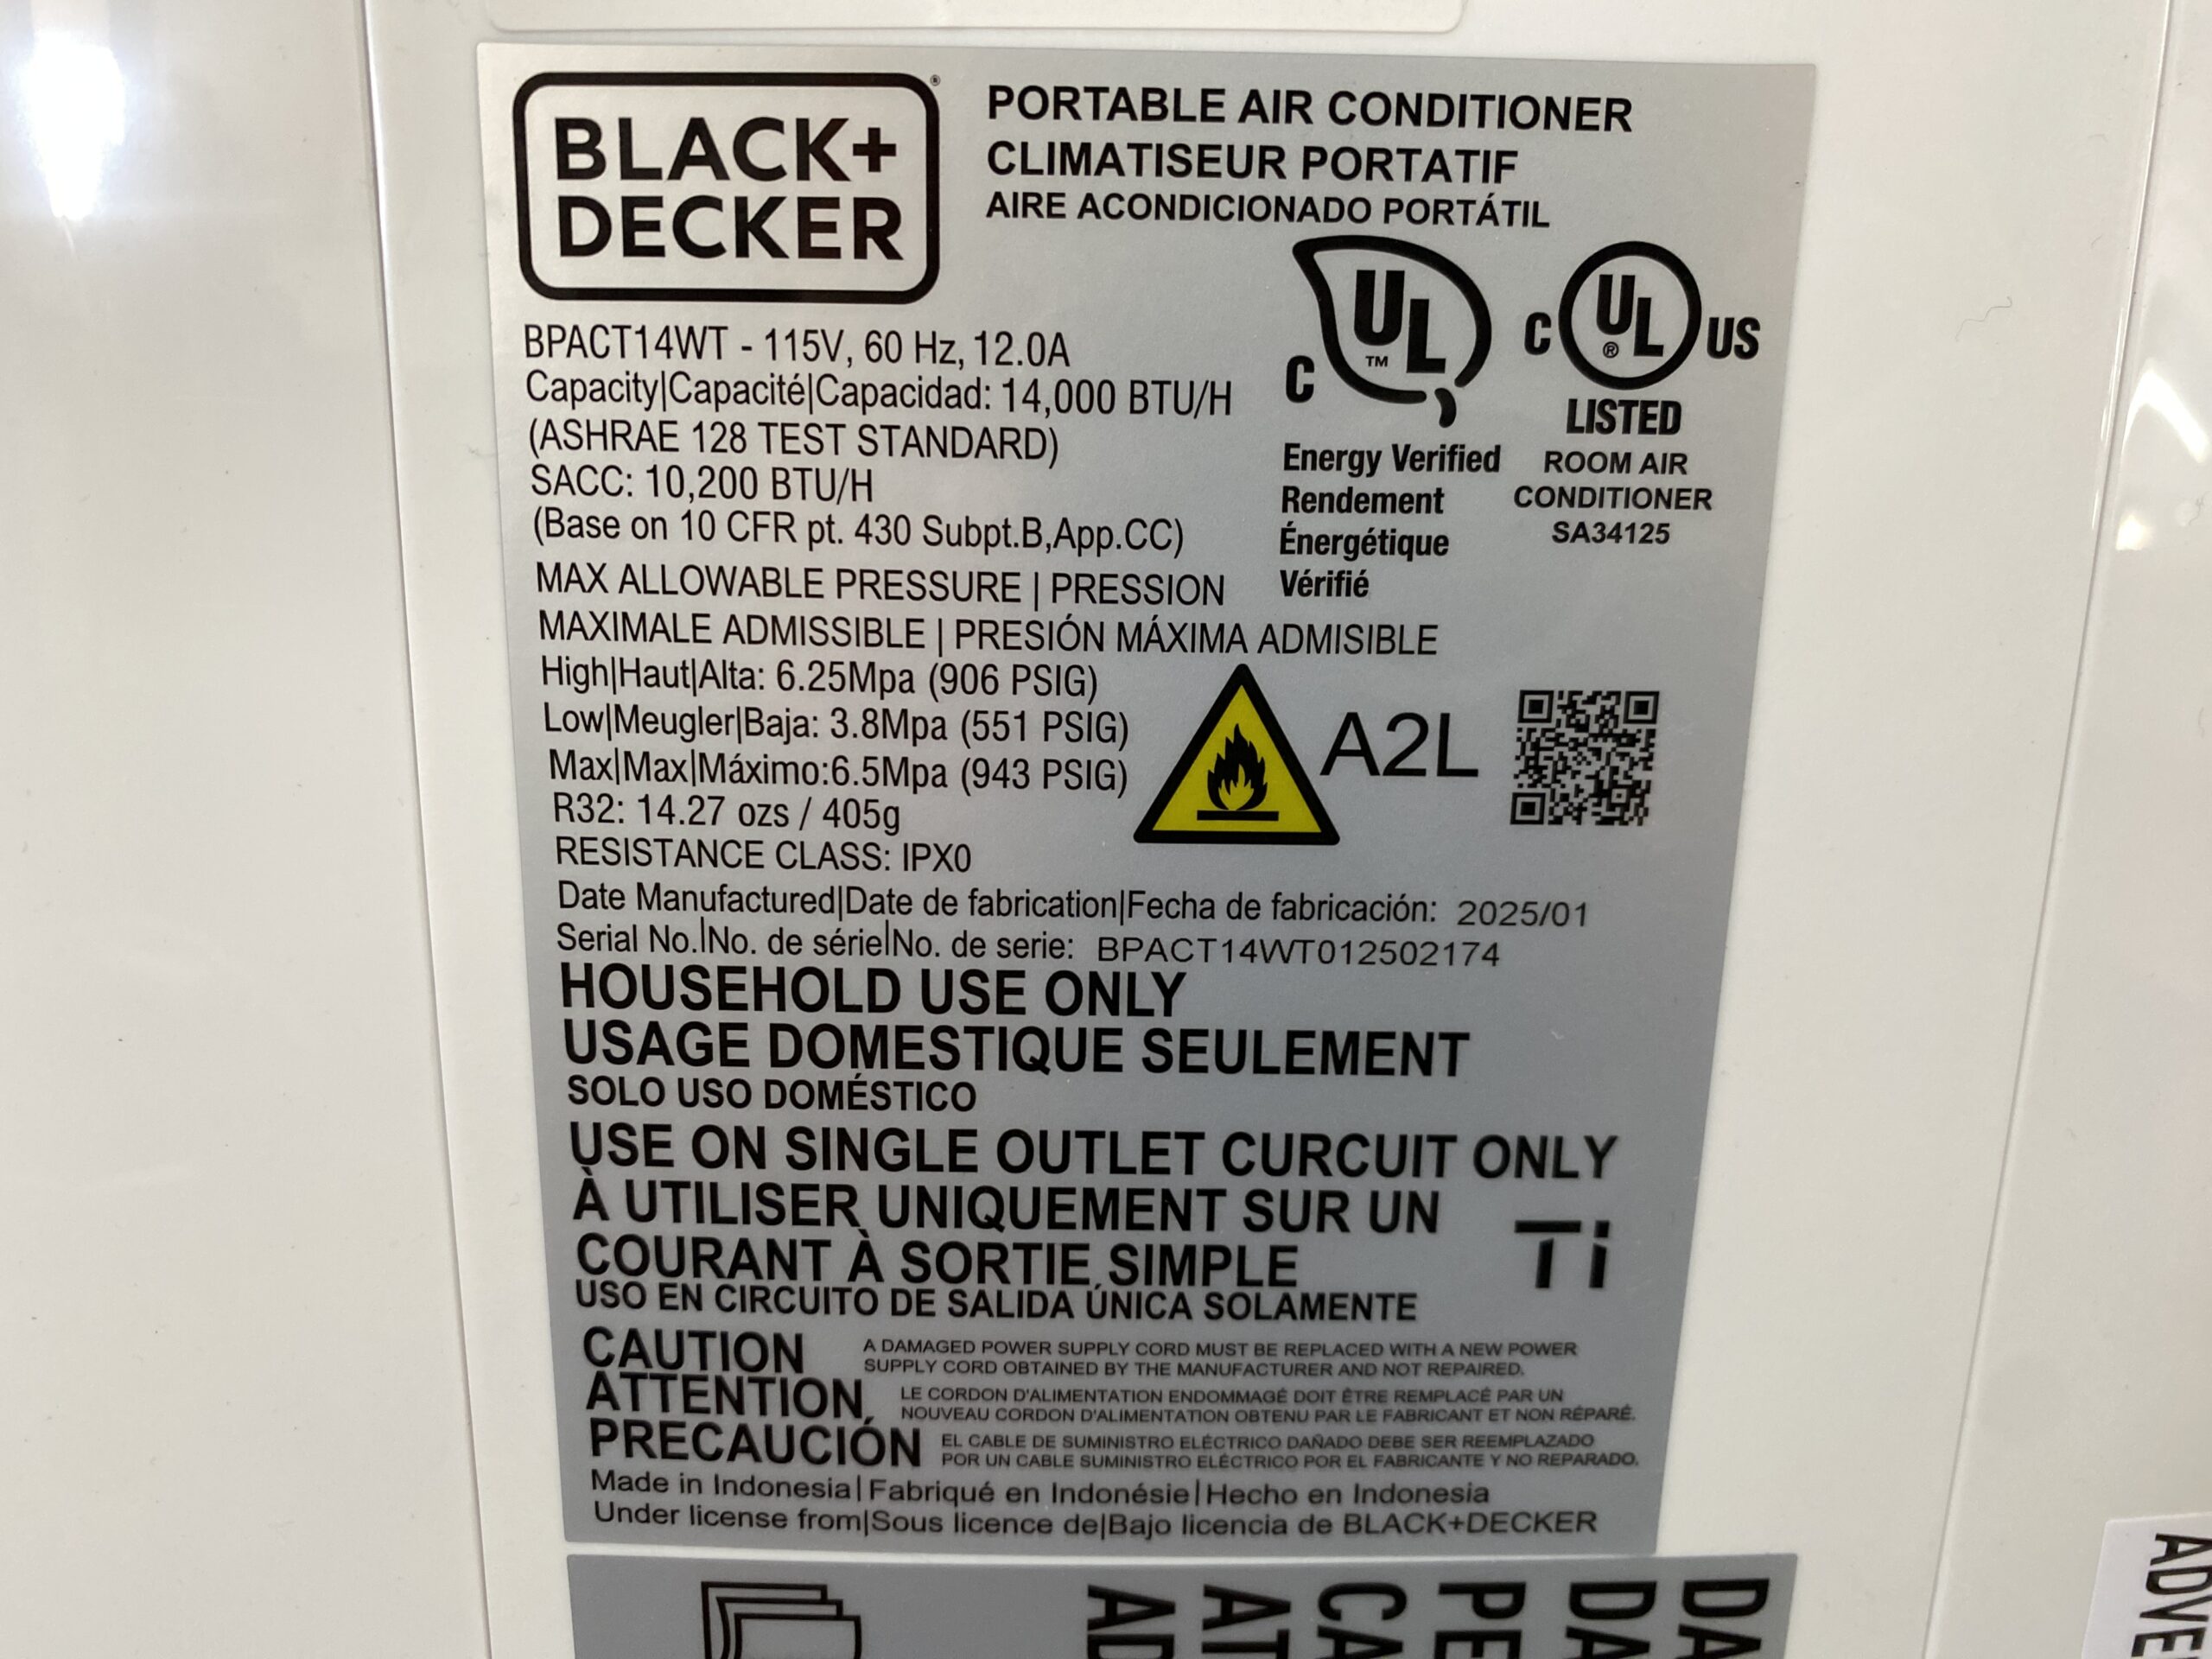 BLACK+
DECKER
®
PORTABLE AIR CONDITIONER
CLIMATISEUR PORTATIF
AIRE ACONDICIONADO PORTÁTIL
BPACT14WT - 115V, 60 Hz, 12.0A
Capacity|Capacité|Capacidad: 14,000 BTU/H
(ASHRAE 128 TEST STANDARD)
SACC: 10,200 BTU/H
(Base on 10 CFR pt. 430 Subpt.B,App.CC)
C UL ™
Energy Verified
Rendement
Énergétique
Vérifié
C UL ® US
LISTED
ROOM AIR
CONDITIONER
SA34125
MAX ALLOWABLE PRESSURE | PRESSION
MAXIMALE ADMISSIBLE | PRESIÓN MÁXIMA ADMISIBLE
High|Haut|Alta: 6.25Mpa (906 PSIG)
Low|Meugler|Baja: 3.8Mpa (551 PSIG)
Max|Max|Máximo:6.5Mpa (943 PSIG)
R32: 14.27 ozs / 405g
RESISTANCE CLASS: IPX0
A2L
Date Manufactured|Date de fabrication|Fecha de fabricación: 2025/01
Serial No.|No. de série|No. de serie: BPACT14WT012502174
HOUSEHOLD USE ONLY
USAGE DOMESTIQUE SEULEMENT
SOLO USO DOMÉSTICO
USE ON SINGLE OUTLET CURCUIT ONLY
À UTILISER UNIQUEMENT SUR UN
COURANT À SORTIE SIMPLE
USO EN CIRCUITO DE SALIDA ÚNICA SOLAMENTE
Ti
CAUTION A DAMAGED POWER SUPPLY CORD MUST BE REPLACED WITH A NEW POWER
SUPPLY CORD OBTAINED BY THE MANUFACTURER AND NOT REPAIRED.
ATTENTION LE CORDON D'ALIMENTATION ENDOMMAGÉ DOIT ÊTRE REMPLACÉ PAR UN
NOUVEAU CORDON D'ALIMENTATION OBTENU PAR LE FABRICANT ET NON RÉPARÉ.
PRECAUCIÓN EL CABLE DE SUMINISTRO ELÉCTRICO DAÑADO DEBE SER REEMPLAZADO
POR UN CABLE SUMINISTRO ELÉCTRICO POR EL FABRICANTE Y NO REPARADO.
Made in Indonesia|Fabriqué en Indonésie|Hecho en Indonesia
Under license from|Sous licence de|Bajo licencia de BLACK+DECKER